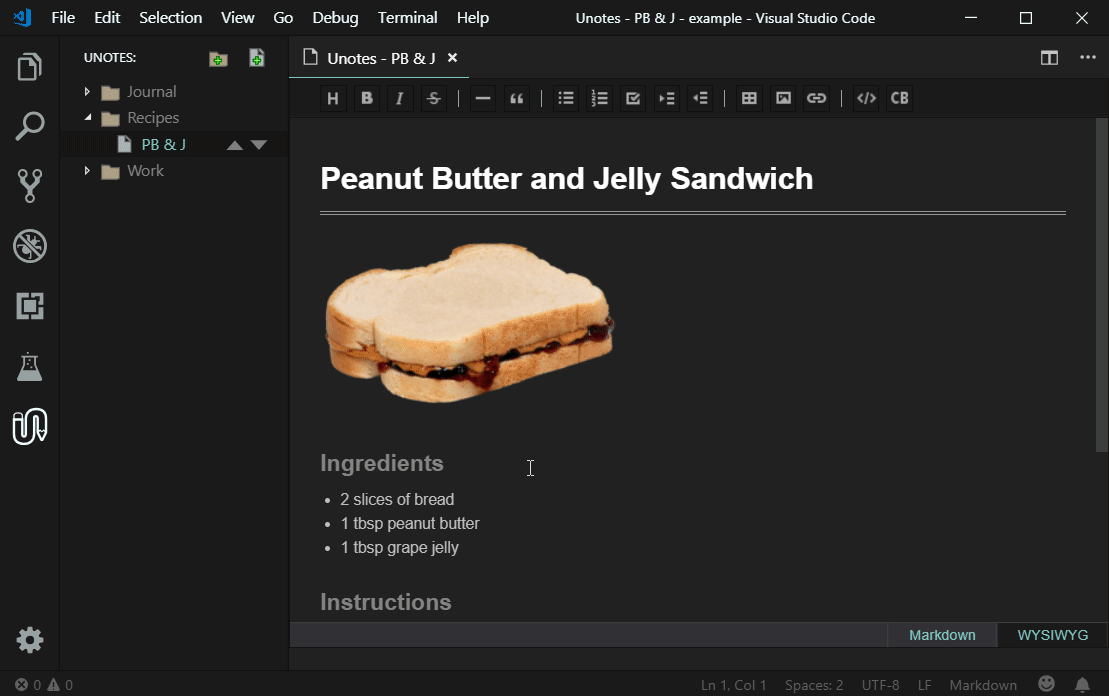 File Edit Selection View Go Debug Terminal Help Unotes - PB & J - example - Visual Studio Code
UNOTES:
Journal
Recipes
PB & J
Work
Unotes - PB & J
H B I S
CB
Peanut Butter and Jelly Sandwich
Ingredients
• 2 slices of bread
• 1 tbsp peanut butter
• 1 tbsp grape jelly
Instructions
Markdown WYSIWYG
0 0 Ln 1, Col 1 Spaces: 2 UTF-8 LF Markdown